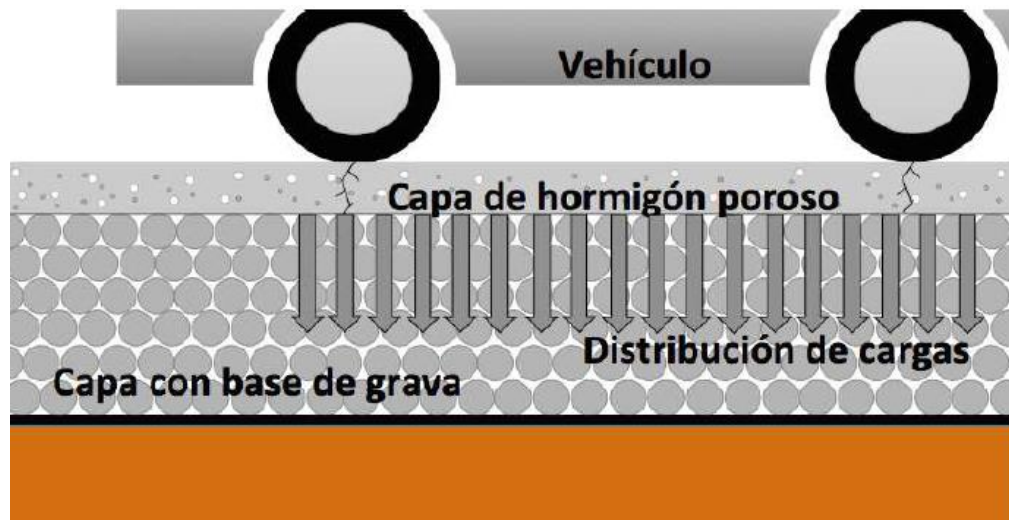 Vehículo
Capa de hormigón poroso
Distribución de cargas
Capa con base de grava